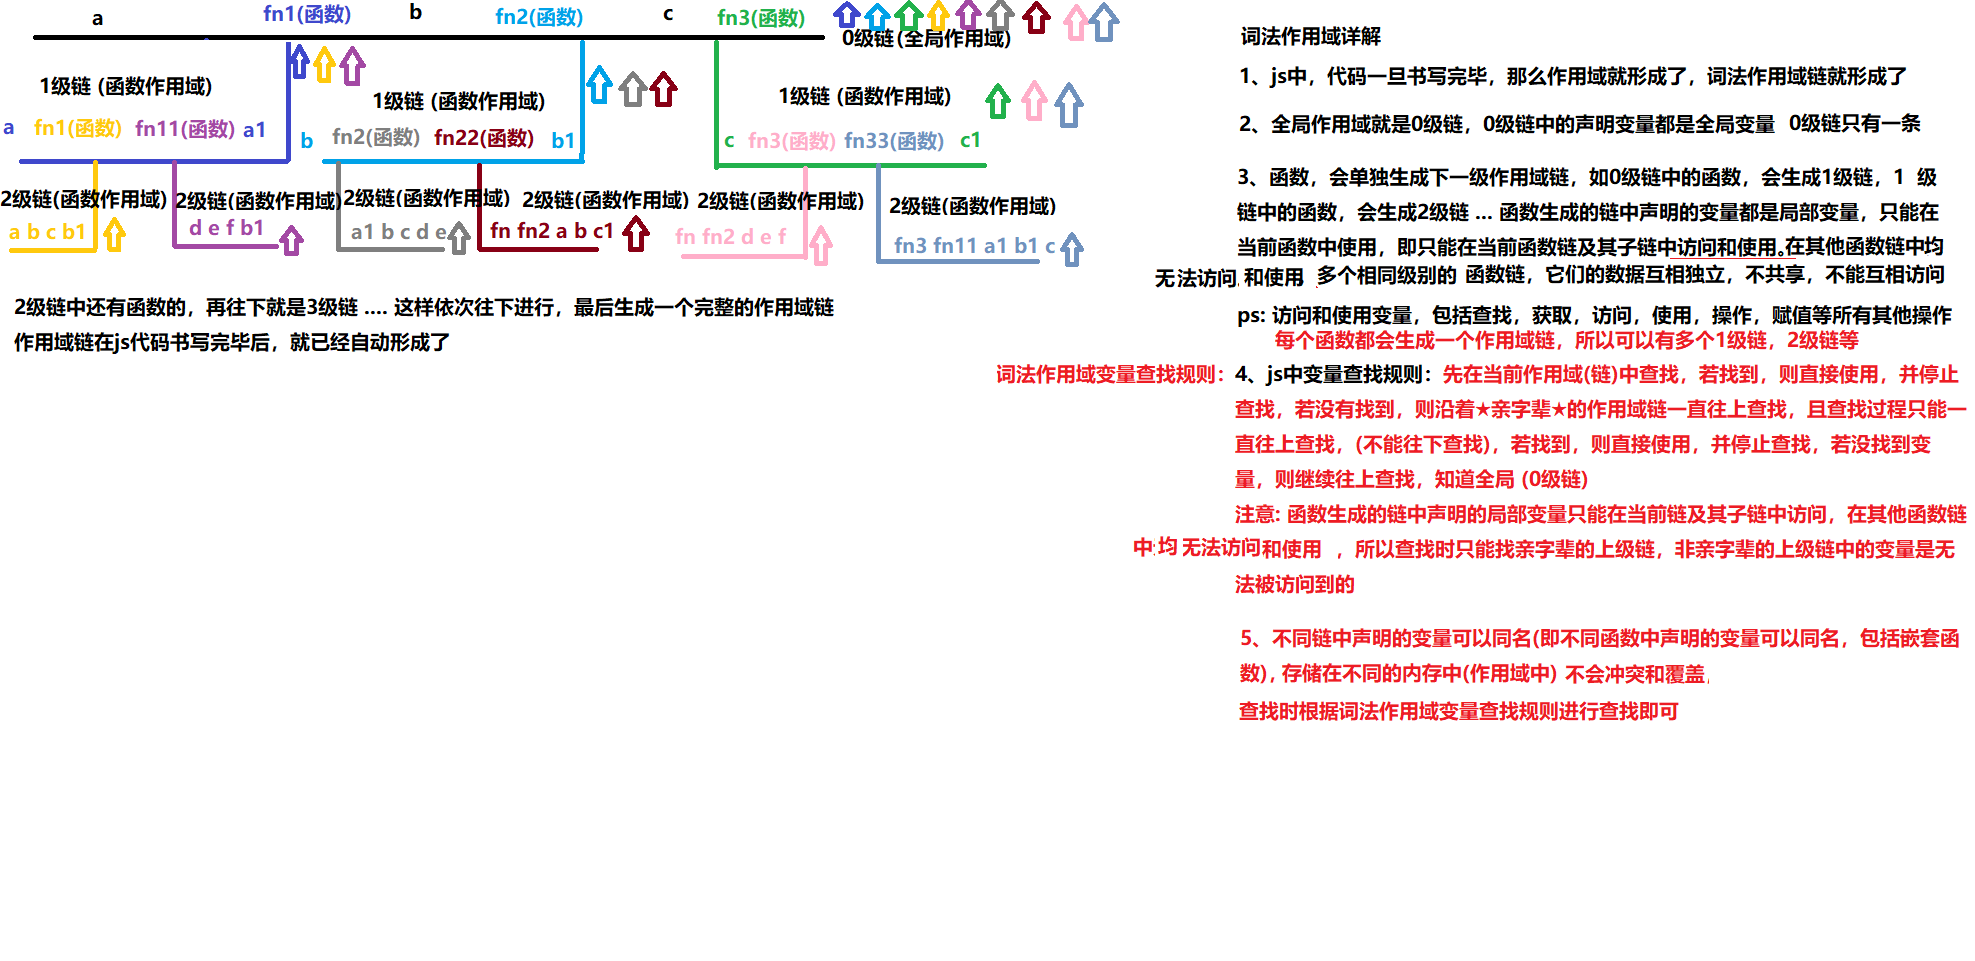 a fn1(函数) b fn2(函数) c fn3(函数)
0级链(全局作用域)
1级链 (函数作用域)
a fn1(函数) fn11(函数) a1
1级链 (函数作用域)
b fn2(函数) fn22(函数) b1
1级链 (函数作用域)
c fn3(函数) fn33(函数) c1
2级链(函数作用域)
a b c b1
2级链(函数作用域)
d e f b1
2级链(函数作用域)
a1 b c d e
2级链(函数作用域)
fn fn2 a b c1
2级链(函数作用域)
fn fn2 d e f
2级链(函数作用域)
fn3 fn11 a1 b1 c
2级链中还有函数的，再往下就是3级链 .... 这样依次往下进行，最后生成一个完整的作用域链
作用域链在js代码书写完毕后，就已经自动形成了
词法作用域详解
1、js中，代码一旦书写完毕，那么作用域就形成了，词法作用域链就形成了
2、全局作用域就是0级链，0级链中的声明变量都是全局变量 0级链只有一条
3、函数，会单独生成下一级作用域链，如0级链中的函数，会生成1级链，1 级
链中的函数，会生成2级链 ... 函数生成的链中声明的变量都是局部变量，只能在
当前函数中使用，即只能在当前函数链及其子链中访问和使用。在其他函数链中均
无法访问 和使用 多个相同级别的 函数链，它们的数据互相独立，不共享，不能互相访问
ps: 访问和使用变量，包括查找，获取，访问，使用，操作，赋值等所有其他操作
每个函数都会生成一个作用域链，所以可以有多个1级链，2级链等
词法作用域变量查找规则：4、js中变量查找规则：先在当前作用域(链)中查找，若找到，则直接使用，并停止
查找，若没有找到，则沿着★亲字辈★的作用域链一直往上查找，且查找过程只能一
直往上查找，(不能往下查找)，若找到，则直接使用，并停止查找，若没找到变
量，则继续往上查找，知道全局 (0级链)
注意: 函数生成的链中声明的局部变量只能在当前链及其子链中访问，在其他函数链
中均 无法访问和使用 ，所以查找时只能找亲字辈的上级链，非亲字辈的上级链中的变量是无
法被访问到的
5、不同链中声明的变量可以同名(即不同函数中声明的变量可以同名，包括嵌套函
数)，存储在不同的内存中(作用域中) 不会冲突和覆盖，
查找时根据词法作用域变量查找规则进行查找即可